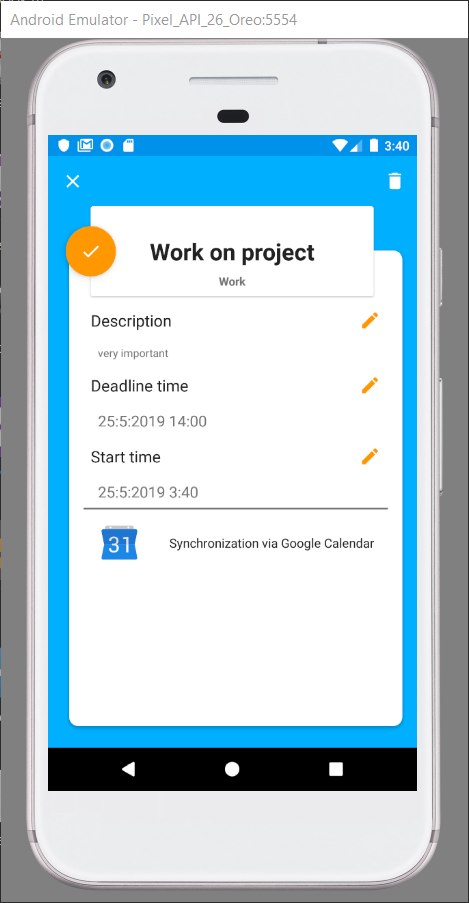 Android Emulator - Pixel_API_26_Oreo:5554
3:40
Work on project
Work
Description
very important
Deadline time
25:5:2019 14:00
Start time
25:5:2019 3:40
31 Synchronization via Google Calendar